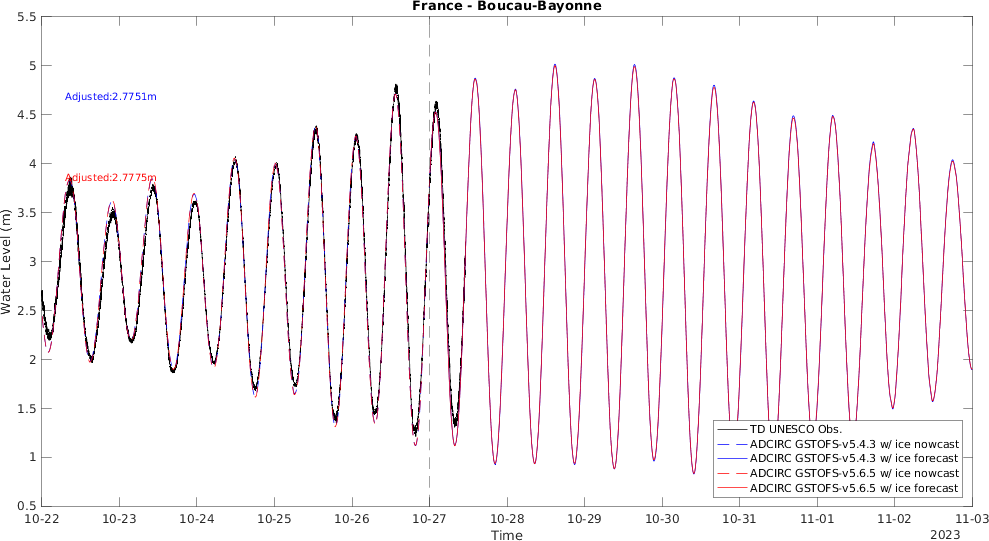 France - Boucau-Bayonne
5.5
5
4.5
4
3.5
3
2.5
2
1.5
1
0.5
Water Level (m)
Adjusted:2.7751m
Adjusted:2.7775m
TD UNESCO Obs.
ADCIRC GSTOFS-v5.4.3 w/ ice nowcast
ADCIRC GSTOFS-v5.4.3 w/ ice forecast
ADCIRC GSTOFS-v5.6.5 w/ ice nowcast
ADCIRC GSTOFS-v5.6.5 w/ ice forecast
10-22 10-23 10-24 10-25 10-26 10-27 10-28 10-29 10-30 10-31 11-01 11-02 11-03
Time
2023